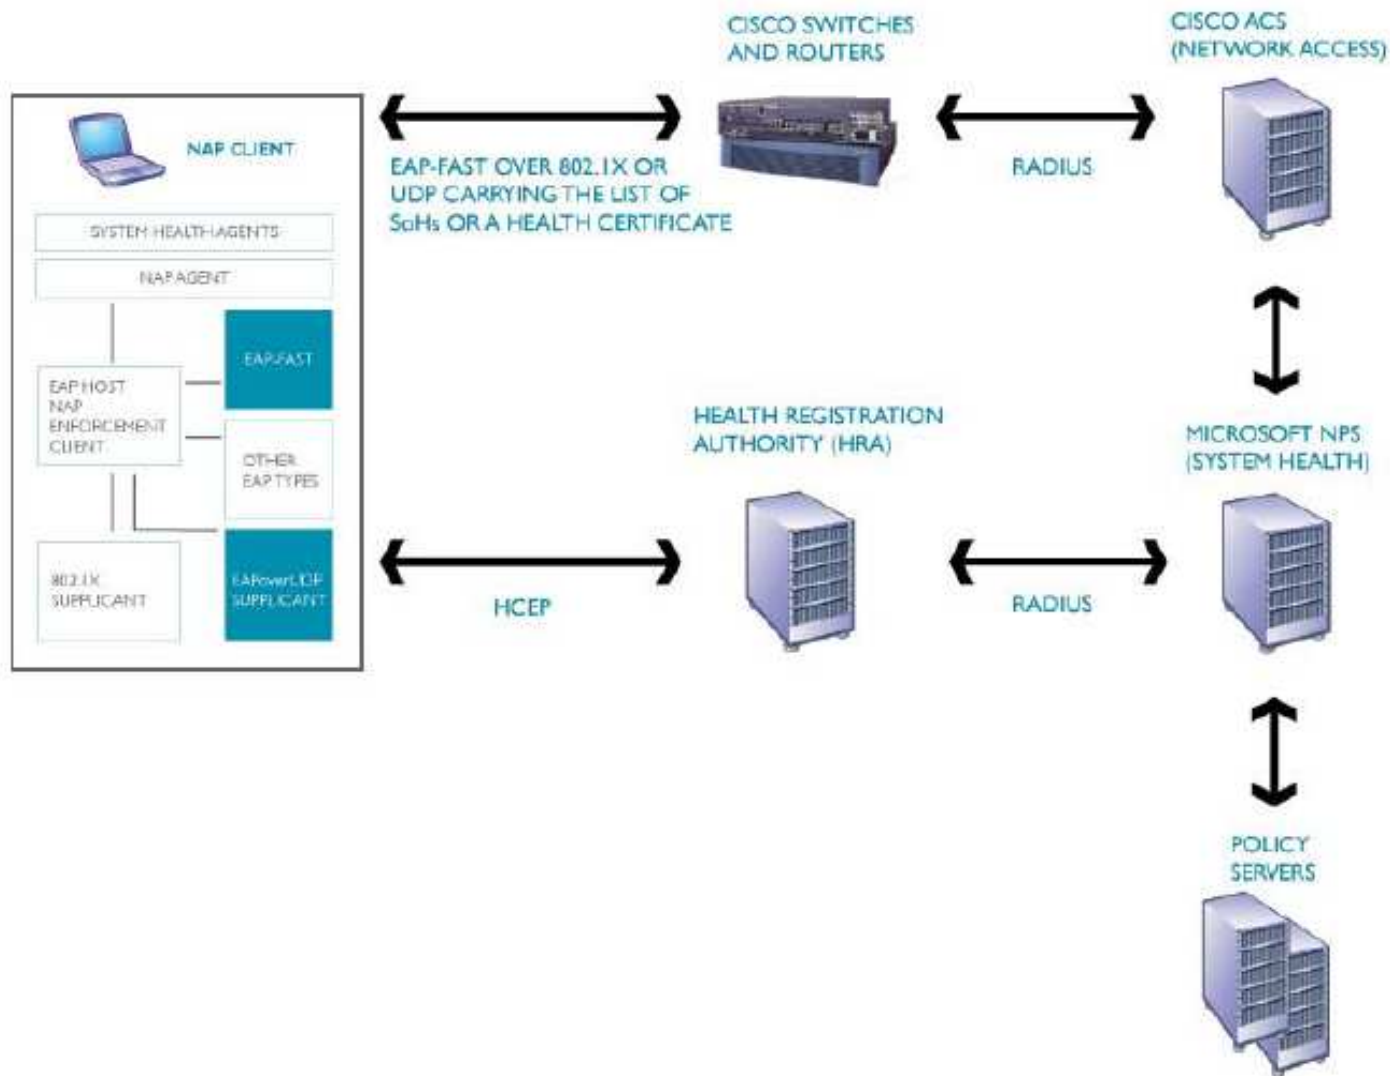 CISCO SWITCHES
AND ROUTERS
CISCO ACS
(NETWORK ACCESS)
NAP CLIENT
EAP-FAST OVER 802.1X OR
UDP CARRYING THE LIST OF
SoHs OR A HEALTH CERTIFICATE
RADIUS
SYSTEM HEALTH AGENTS
NAP AGENT
EAP-FAST
EAP HOST
NAP
ENFORCEMENT
CLIENT
OTHER
EAP TYPES
802.1X
SUPPLICANT
EAPoverUDP
SUPPLICANT
HEALTH REGISTRATION
AUTHORITY (HRA)
MICROSOFT NPS
(SYSTEM HEALTH)
HCEP
RADIUS
POLICY
SERVERS